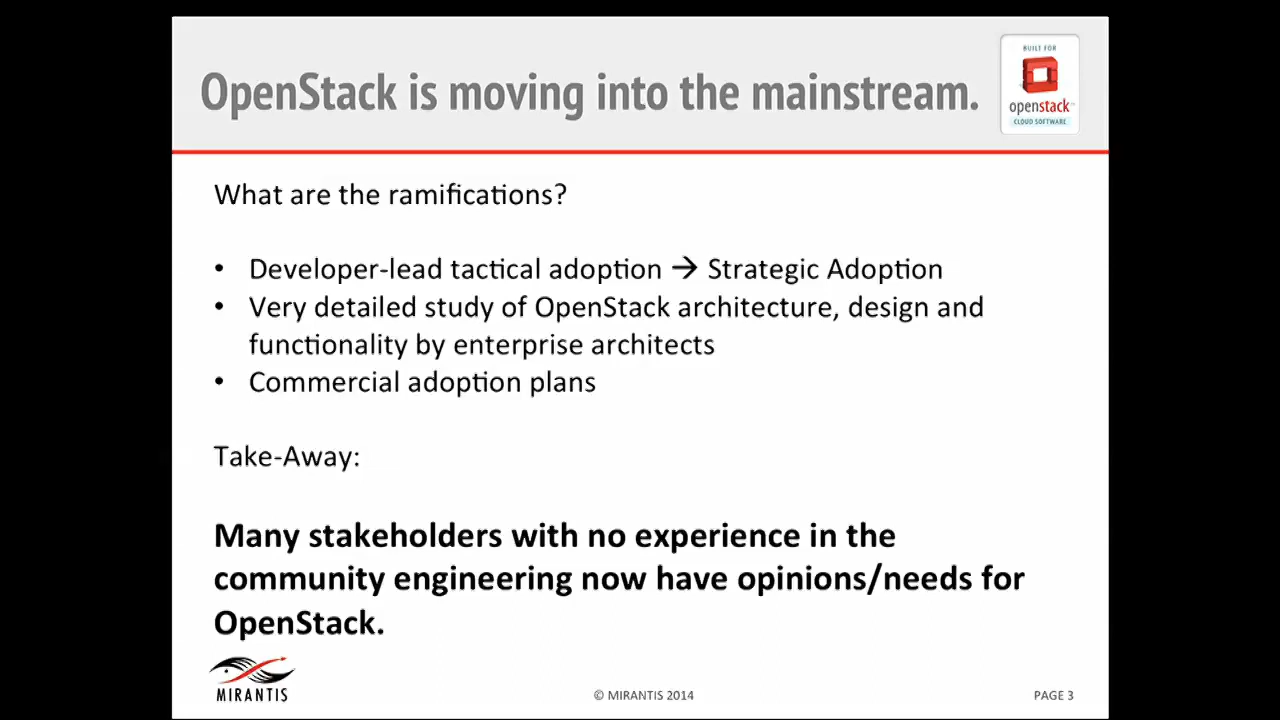 OpenStack is moving into the mainstream.
BUILT FOR
openstack™
CLOUD SOFTWARE
What are the ramifications?
• Developer-lead tactical adoption → Strategic Adoption
• Very detailed study of OpenStack architecture, design and
functionality by enterprise architects
• Commercial adoption plans
Take-Away:
Many stakeholders with no experience in the
community engineering now have opinions/needs for
OpenStack.
MIRANTIS
© MIRANTIS 2014
PAGE 3